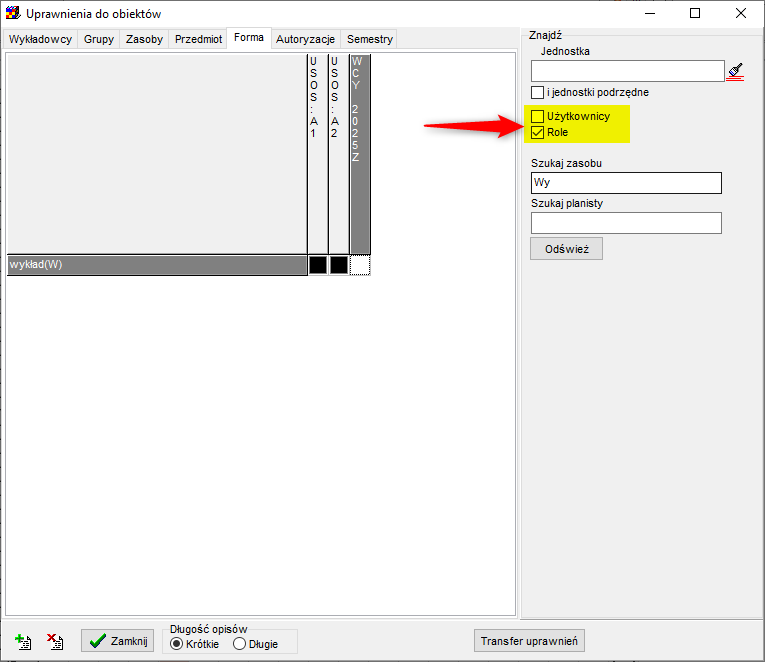 Uprawnienia do obiektów
Wykładowcy Grupy Zasoby Przedmiot Forma Autoryzacje Semestry
USOS:A1
USOS:A2
WCY 2025Z
wykład(W)
Znajdź
Jednostka
i jednostki podrzędne
Użytkownicy
Role
Szukaj zasobu
Wy
Szukaj planisty
Odśwież
Zamknij
Długość opisów
Krótkie Długie
Transfer uprawnień